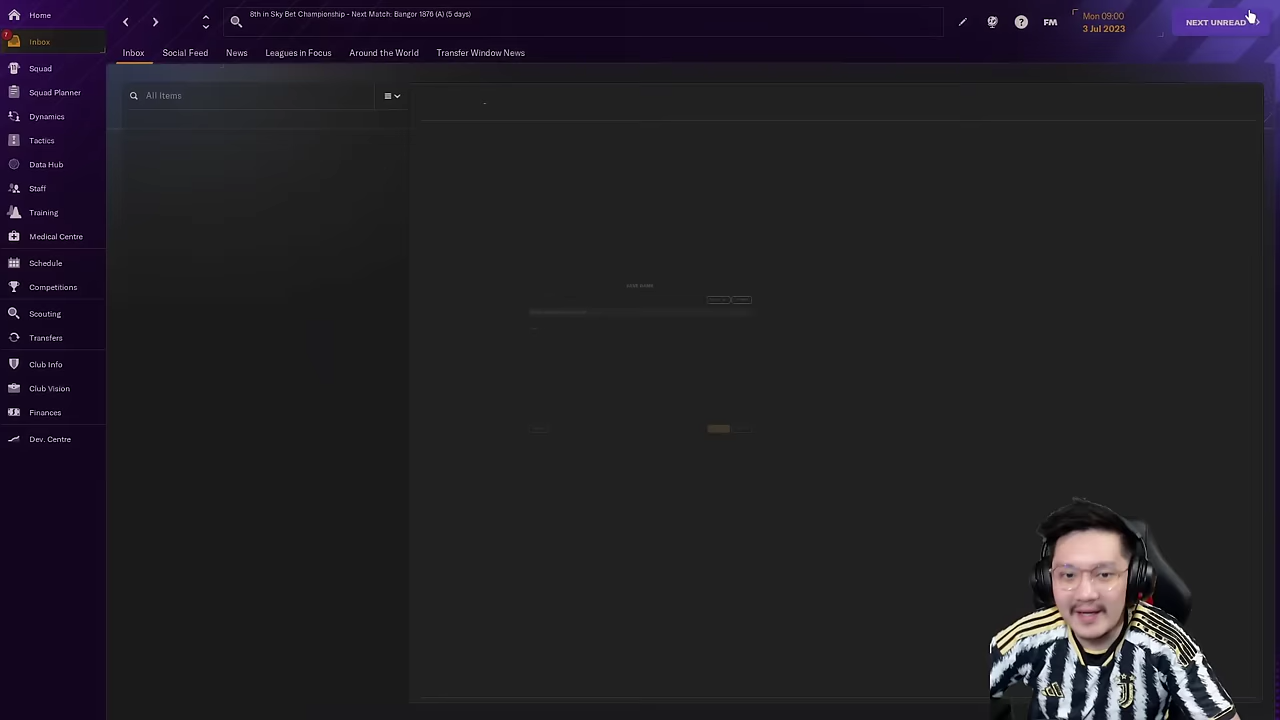 Home
8th in Sky Bet Championship - Next Match: Bangor 1876 (A) (5 days)
FM
Mon 09:00
3 Jul 2023
NEXT UNREAD
7
Inbox
Squad
Squad Planner
Dynamics
Tactics
Data Hub
Staff
Training
Medical Centre
Schedule
Competitions
Scouting
Transfers
Club Info
Club Vision
Finances
Dev. Centre
Inbox
Social Feed
News
Leagues in Focus
Around the World
Transfer Window News
All Items